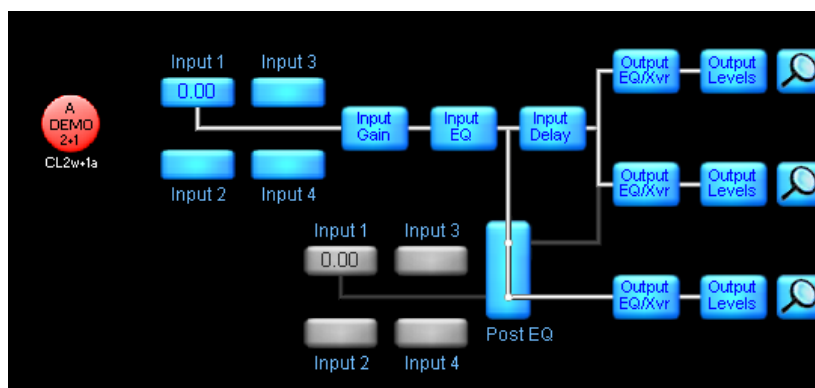 Input 1
Input 3
0.00
Input 2
Input 4
A
DEMO
2+1
CL2w+1a
Input
Gain
Input
EQ
Input
Delay
Output
EQ/Xvr
Output
Levels
Output
EQ/Xvr
Output
Levels
Input 1
Input 3
0.00
Input 2
Input 4
Post EQ
Output
EQ/Xvr
Output
Levels